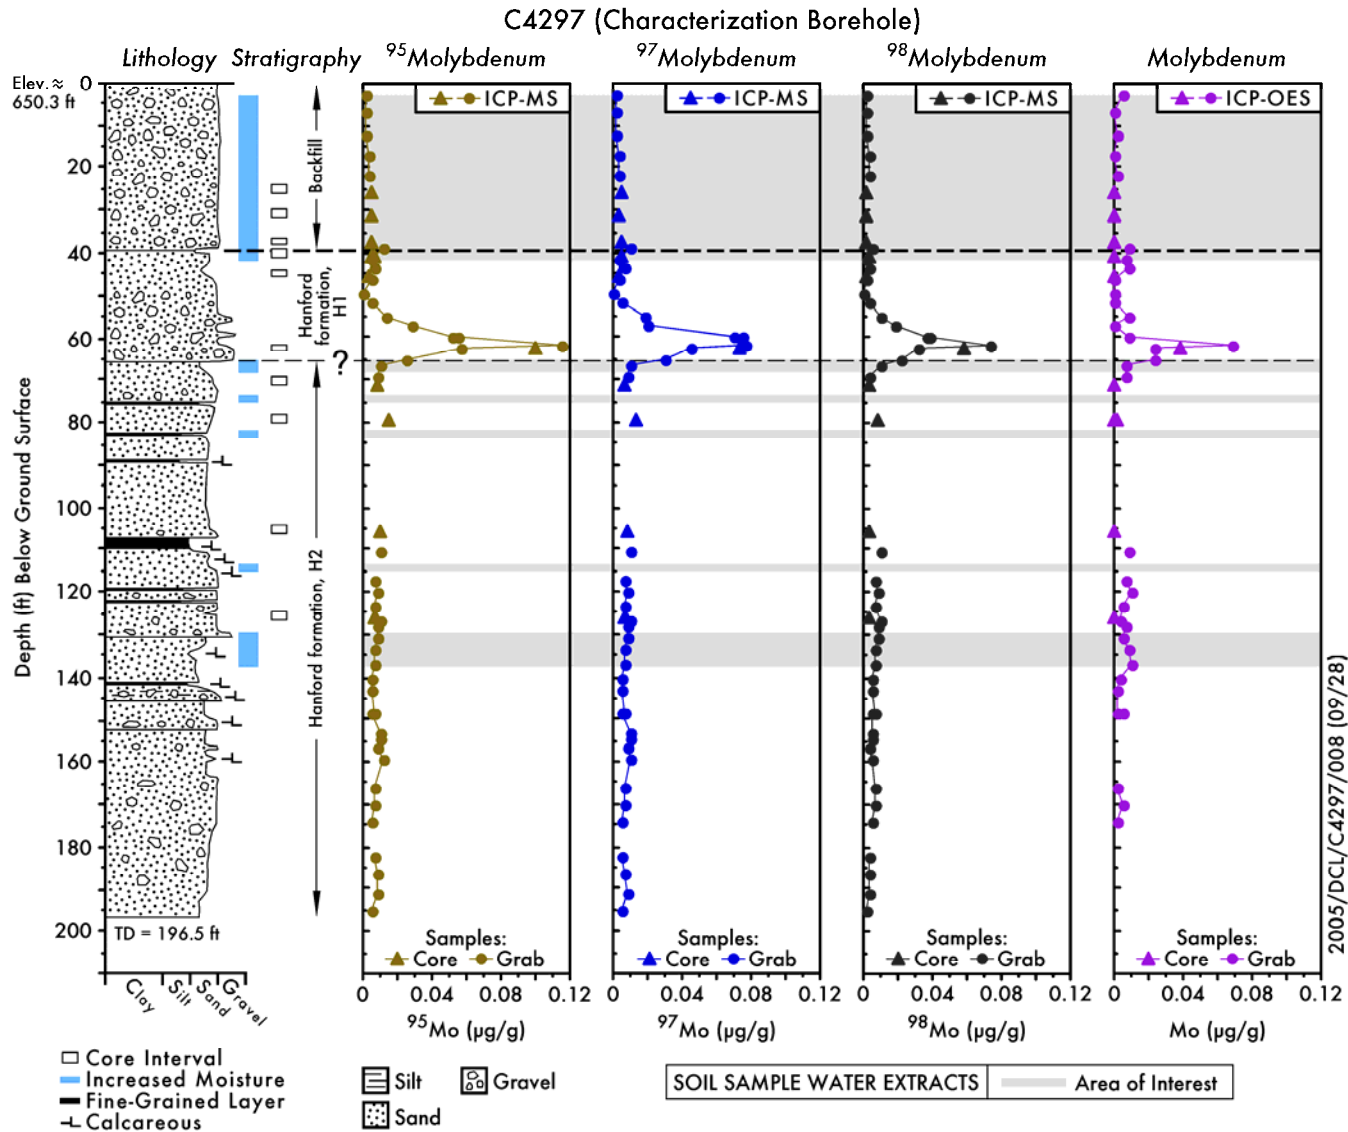 C4297 (Characterization Borehole)
Lithology Stratigraphy 95Molybdenum 97Molybdenum 98Molybdenum Molybdenum
Elev. ≈
650.3 ft
ICP-MS ICP-MS ICP-MS ICP-OES
Depth (ft) Below Ground Surface
0
20
40
60
80
100
120
140
160
180
200
Backfill
Hanford
formation,
H1
?
Hanford formation, H2
TD = 196.5 ft
Samples: Samples: Samples: Samples:
Core Grab Core Grab Core Grab Core Grab
Clay Silt Sand Gravel
0 0.04 0.08 0.12 0 0.04 0.08 0.12 0 0.04 0.08 0.12 0 0.04 0.08 0.12
95Mo (µg/g) 97Mo (µg/g) 98Mo (µg/g) Mo (µg/g)
2005/DCL/C4297/008 (09/28)
Core Interval
Increased Moisture
Fine-Grained Layer
Calcareous
Silt Gravel
Sand
SOIL SAMPLE WATER EXTRACTS Area of Interest